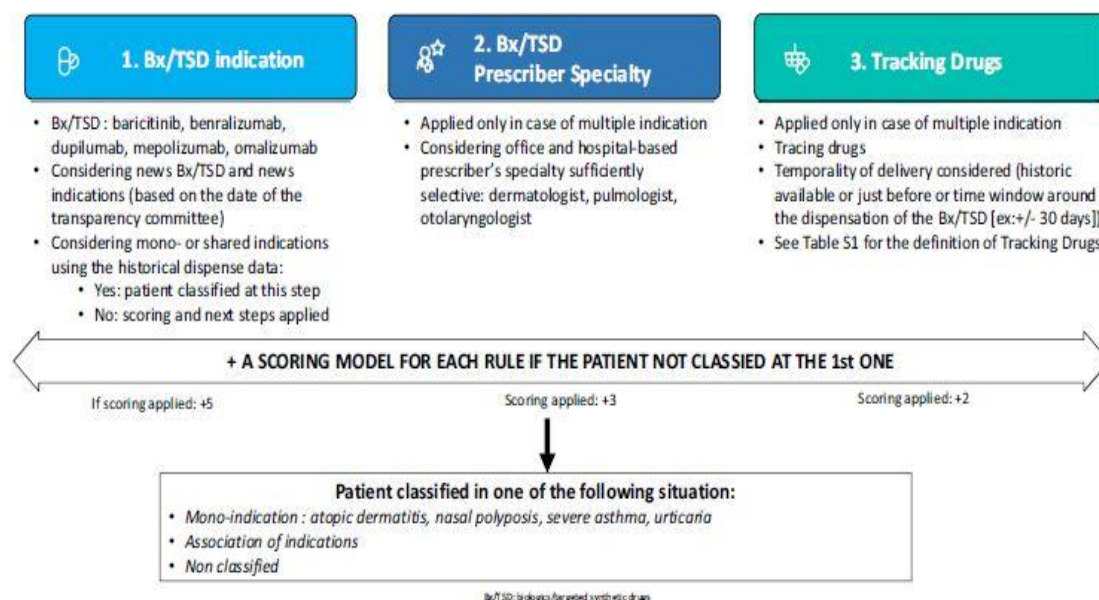 1. Bx/TSD indication
• Bx/TSD : baricitinib, benralizumab,
dupilumab, mepolizumab, omalizumab
• Considering news Bx/TSD and news
indications (based on the date of the
transparency committee)
• Considering mono- or shared indications
using the historical dispense data:
• Yes: patient classified at this step
• No: scoring and next steps applied
2. Bx/TSD
Prescriber Specialty
• Applied only in case of multiple indication
• Considering office and hospital-based
prescriber's specialty sufficiently
selective: dermatologist, pulmologist,
otolaryngologist
3. Tracking Drugs
• Applied only in case of multiple indication
• Tracing drugs
• Temporality of delivery considered (historic
available or just before or time window around
the dispensation of the Bx/TSD [ex:+/- 30 days])
• See Table S1 for the definition of Tracking Drugs
+ A SCORING MODEL FOR EACH RULE IF THE PATIENT NOT CLASSIED AT THE 1st ONE
If scoring applied: +5
Scoring applied: +3
Scoring applied: +2
Patient classified in one of the following situation:
• Mono-indication : atopic dermatitis, nasal polyposis, severe asthma, urticaria
• Association of indications
• Non classified
Bx/TSD: biologics/targeted synthetic drugs